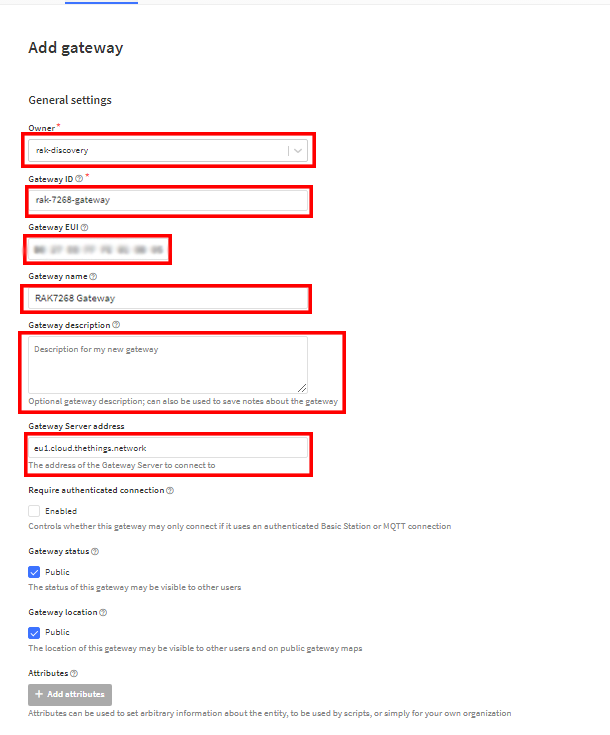 Add gateway
General settings
Owner *
rak-discovery
Gateway ID *
rak-7268-gateway
Gateway EUI
Gateway name
RAK7268 Gateway
Gateway description
Description for my new gateway
Optional gateway description; can also be used to save notes about the gateway
Gateway Server address
eu1.cloud.thethings.network
The address of the Gateway Server to connect to
Require authenticated connection
Enabled
Controls whether this gateway may only connect if it uses an authenticated Basic Station or MQTT connection
Gateway status
Public
The status of this gateway may be visible to other users
Gateway location
Public
The location of this gateway may be visible to other users and on public gateway maps
Attributes
+ Add attributes
Attributes can be used to set arbitrary information about the entity, to be used by scripts, or simply for your own organization